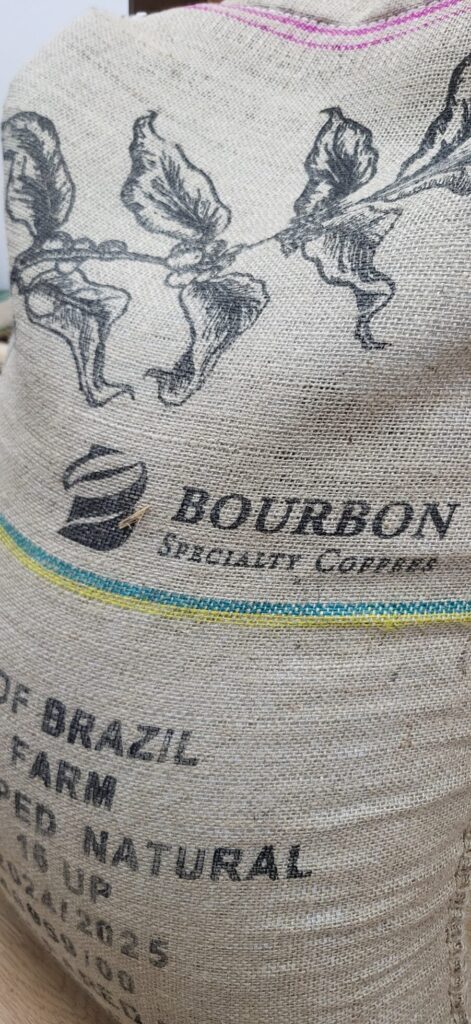 BOURBON
SPECIALTY COFFEES
OF BRAZIL
FARM
PED NATURAL
16 UP
2024/2025